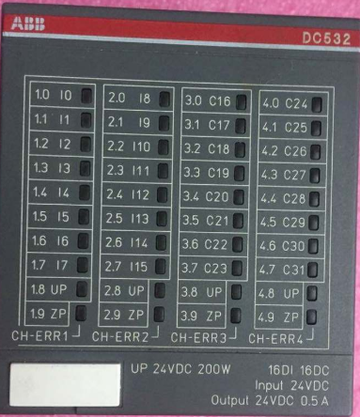 ABB
DC532
1.0 I0 2.0 I8 3.0 C16 4.0 C24
1.1 I1 2.1 I9 3.1 C17 4.1 C25
1.2 I2 2.2 I10 3.2 C18 4.2 C26
1.3 I3 2.3 I11 3.3 C19 4.3 C27
1.4 I4 2.4 I12 3.4 C20 4.4 C28
1.5 I5 2.5 I13 3.5 C21 4.5 C29
1.6 I6 2.6 I14 3.6 C22 4.6 C30
1.7 I7 2.7 I15 3.7 C23 4.7 C31
1.8 UP 2.8 UP 3.8 UP 4.8 UP
1.9 ZP 2.9 ZP 3.9 ZP 4.9 ZP
CH-ERR1 CH-ERR2 CH-ERR3 CH-ERR4
UP 24VDC 200W 16DI 16DC
Input 24VDC
Output 24VDC 0.5A